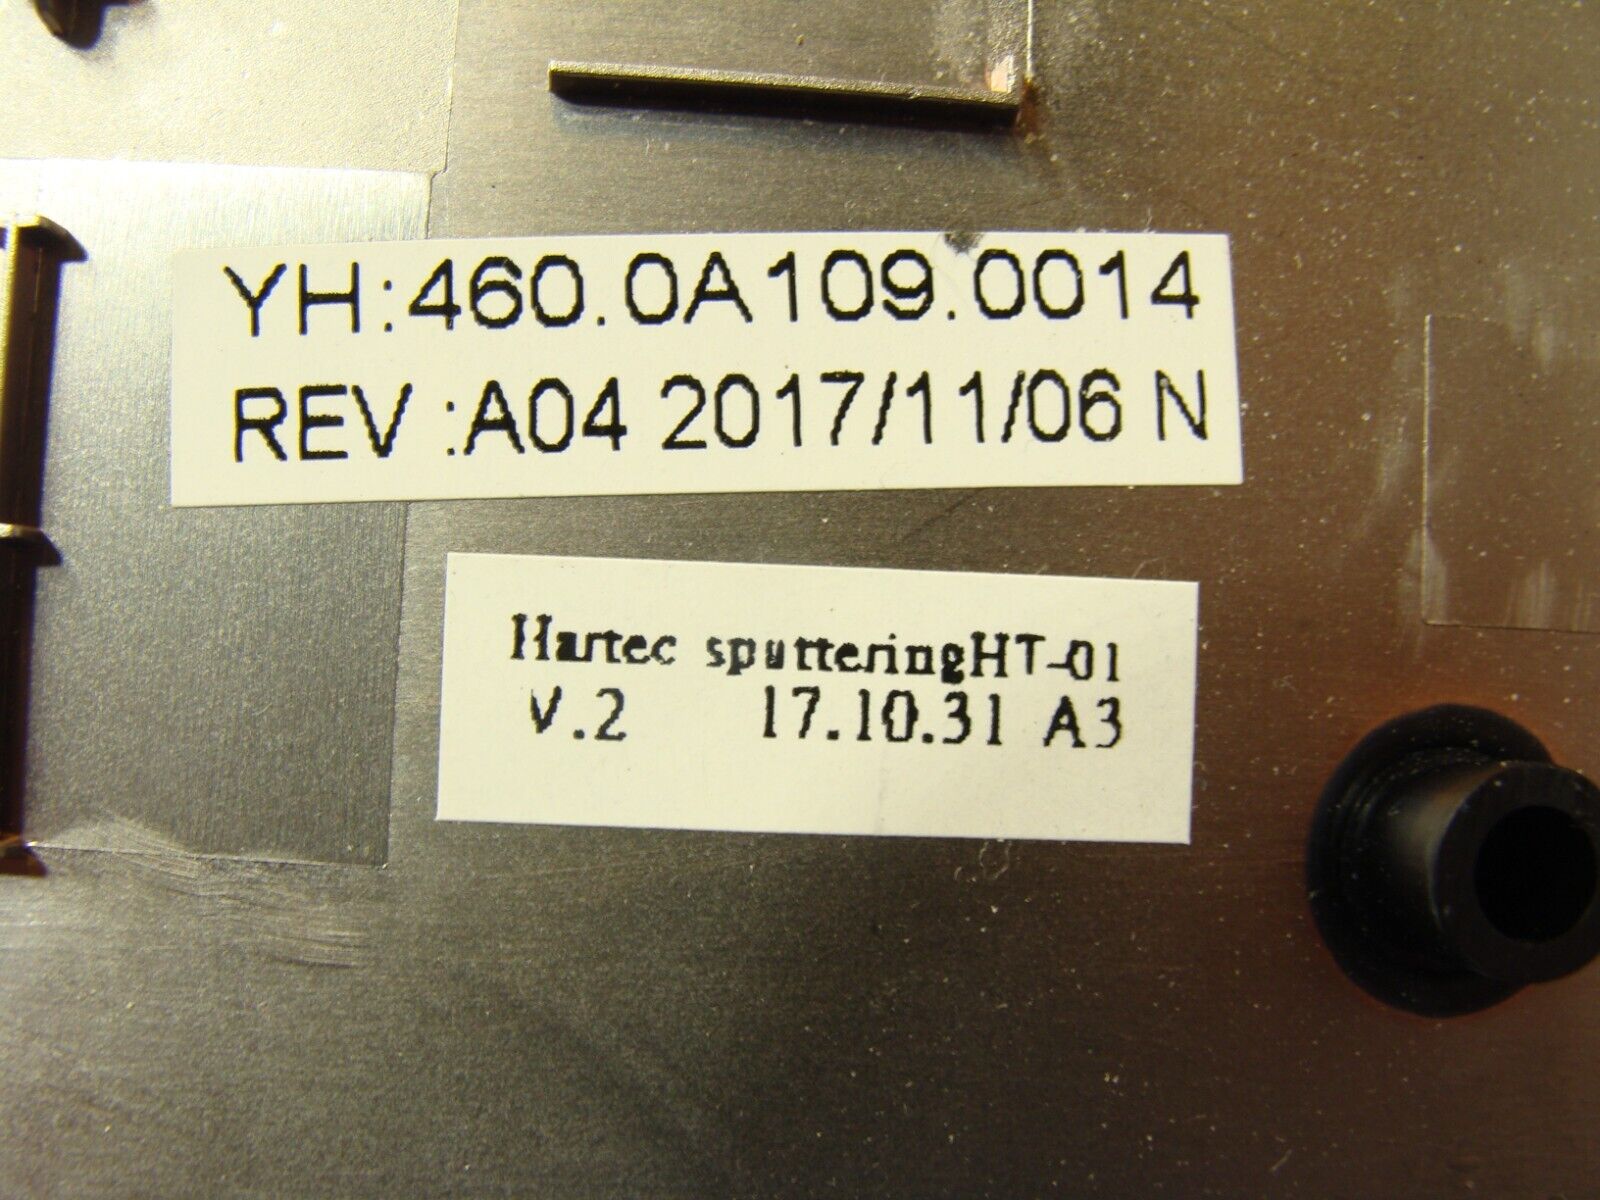 YH:460.0A109.0014
REV :A04 2017/11/06 N
Hartec sputteringHT-01
V.2 17.10.31 A3